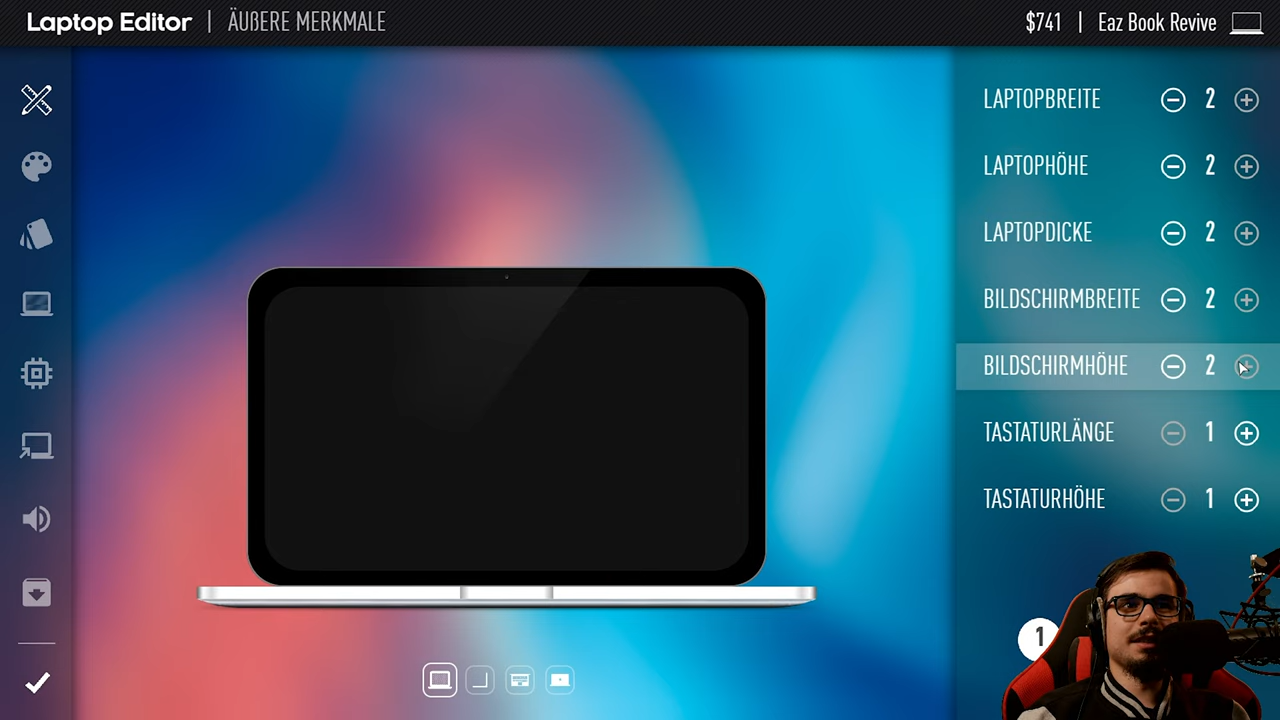 Laptop Editor | ÄUßERE MERKMALE
$741 | Eaz Book Revive
LAPTOPBREITE 2
LAPTOPHÖHE 2
LAPTOPDICKE 2
BILDSCHIRMBREITE 2
BILDSCHIRMHÖHE 2
TASTATURLÄNGE 1
TASTATURHÖHE 1
1